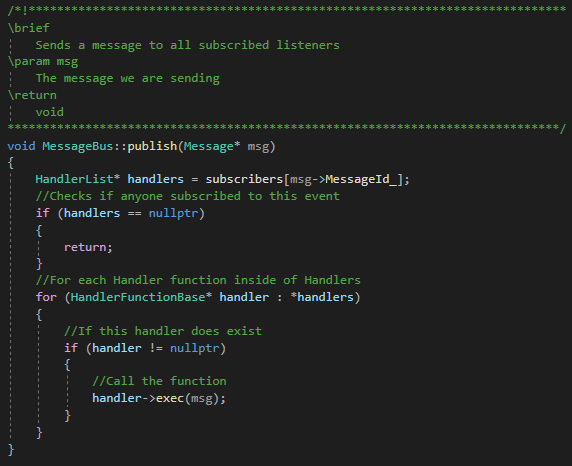 /*!***************************************************************************
\brief
    Sends a message to all subscribed listeners
\param msg
    The message we are sending
\return
    void
******************************************************************************/
void MessageBus::publish(Message* msg)
{
    HandlerList* handlers = subscribers[msg->MessageId_];
    //Checks if anyone subscribed to this event
    if (handlers == nullptr)
    {
        return;
    }
    //For each Handler function inside of Handlers
    for (HandlerFunctionBase* handler : *handlers)
    {
        //If this handler does exist
        if (handler != nullptr)
        {
            //Call the function
            handler->exec(msg);
        }
    }
}